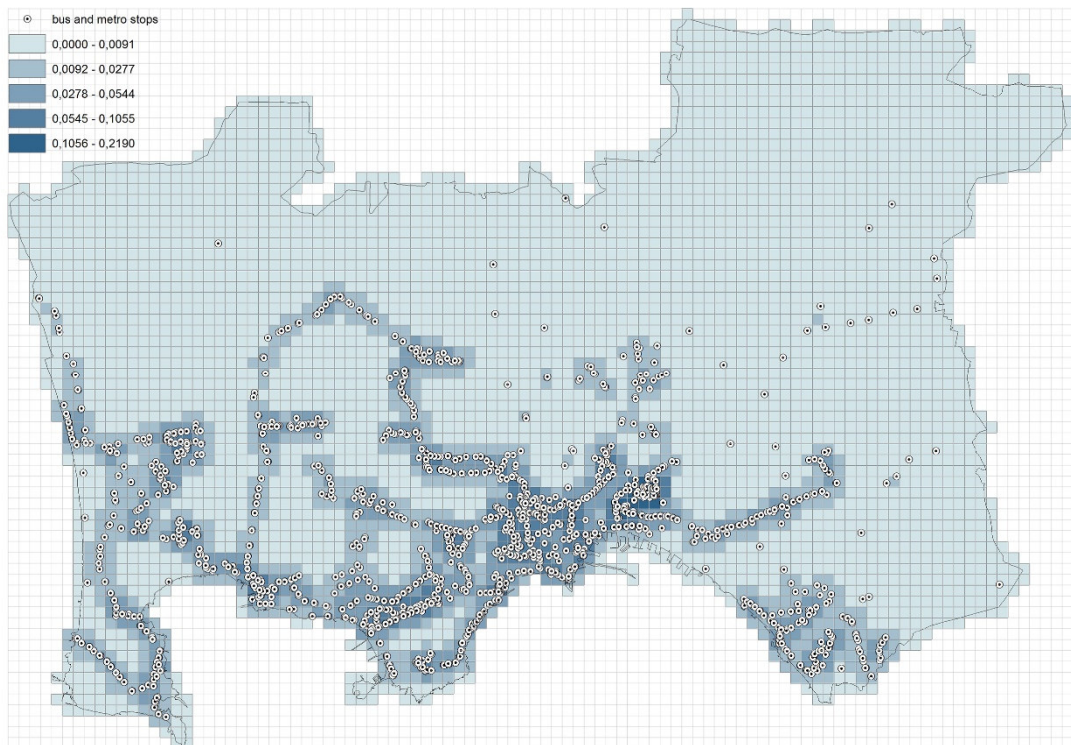 bus and metro stops
0,0000 - 0,0091
0,0092 - 0,0277
0,0278 - 0,0544
0,0545 - 0,1055
0,1056 - 0,2190